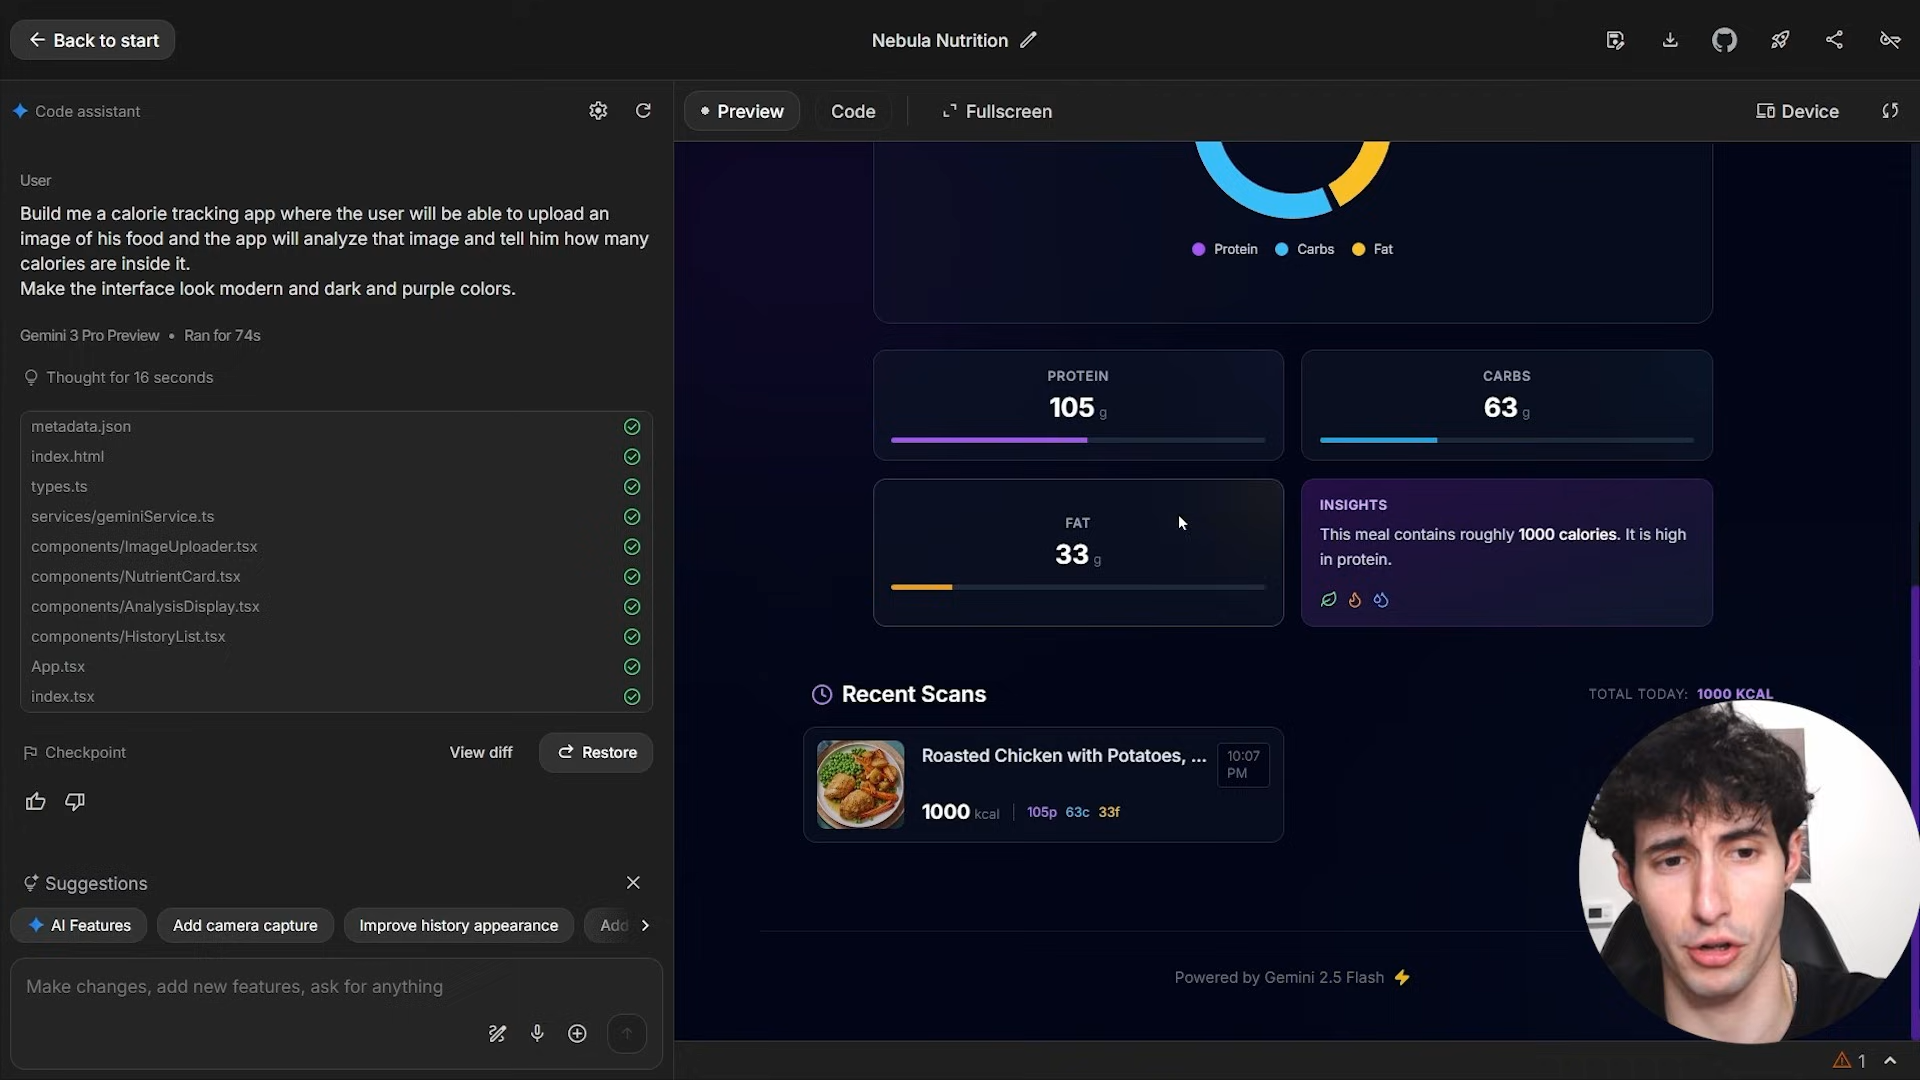 Back to start
Nebula Nutrition
Code assistant
Preview
Code
Fullscreen
Device
User
Build me a calorie tracking app where the user will be able to upload an
image of his food and the app will analyze that image and tell him how many
calories are inside it.
Make the interface look modern and dark and purple colors.
Gemini 3 Pro Preview • Ran for 74s
Thought for 16 seconds
metadata.json
index.html
types.ts
services/geminiService.ts
components/ImageUploader.tsx
components/NutrientCard.tsx
components/AnalysisDisplay.tsx
components/HistoryList.tsx
App.tsx
index.tsx
Checkpoint
View diff
Restore
Suggestions
AI Features
Add camera capture
Improve history appearance
Add
Make changes, add new features, ask for anything
Protein
Carbs
Fat
PROTEIN
105 g
CARBS
63 g
FAT
33 g
INSIGHTS
This meal contains roughly 1000 calories. It is high
in protein.
Recent Scans
TOTAL TODAY: 1000 KCAL
Roasted Chicken with Potatoes, ...
10:07
PM
1000 kcal
105p 63c 33f
Powered by Gemini 2.5 Flash
1